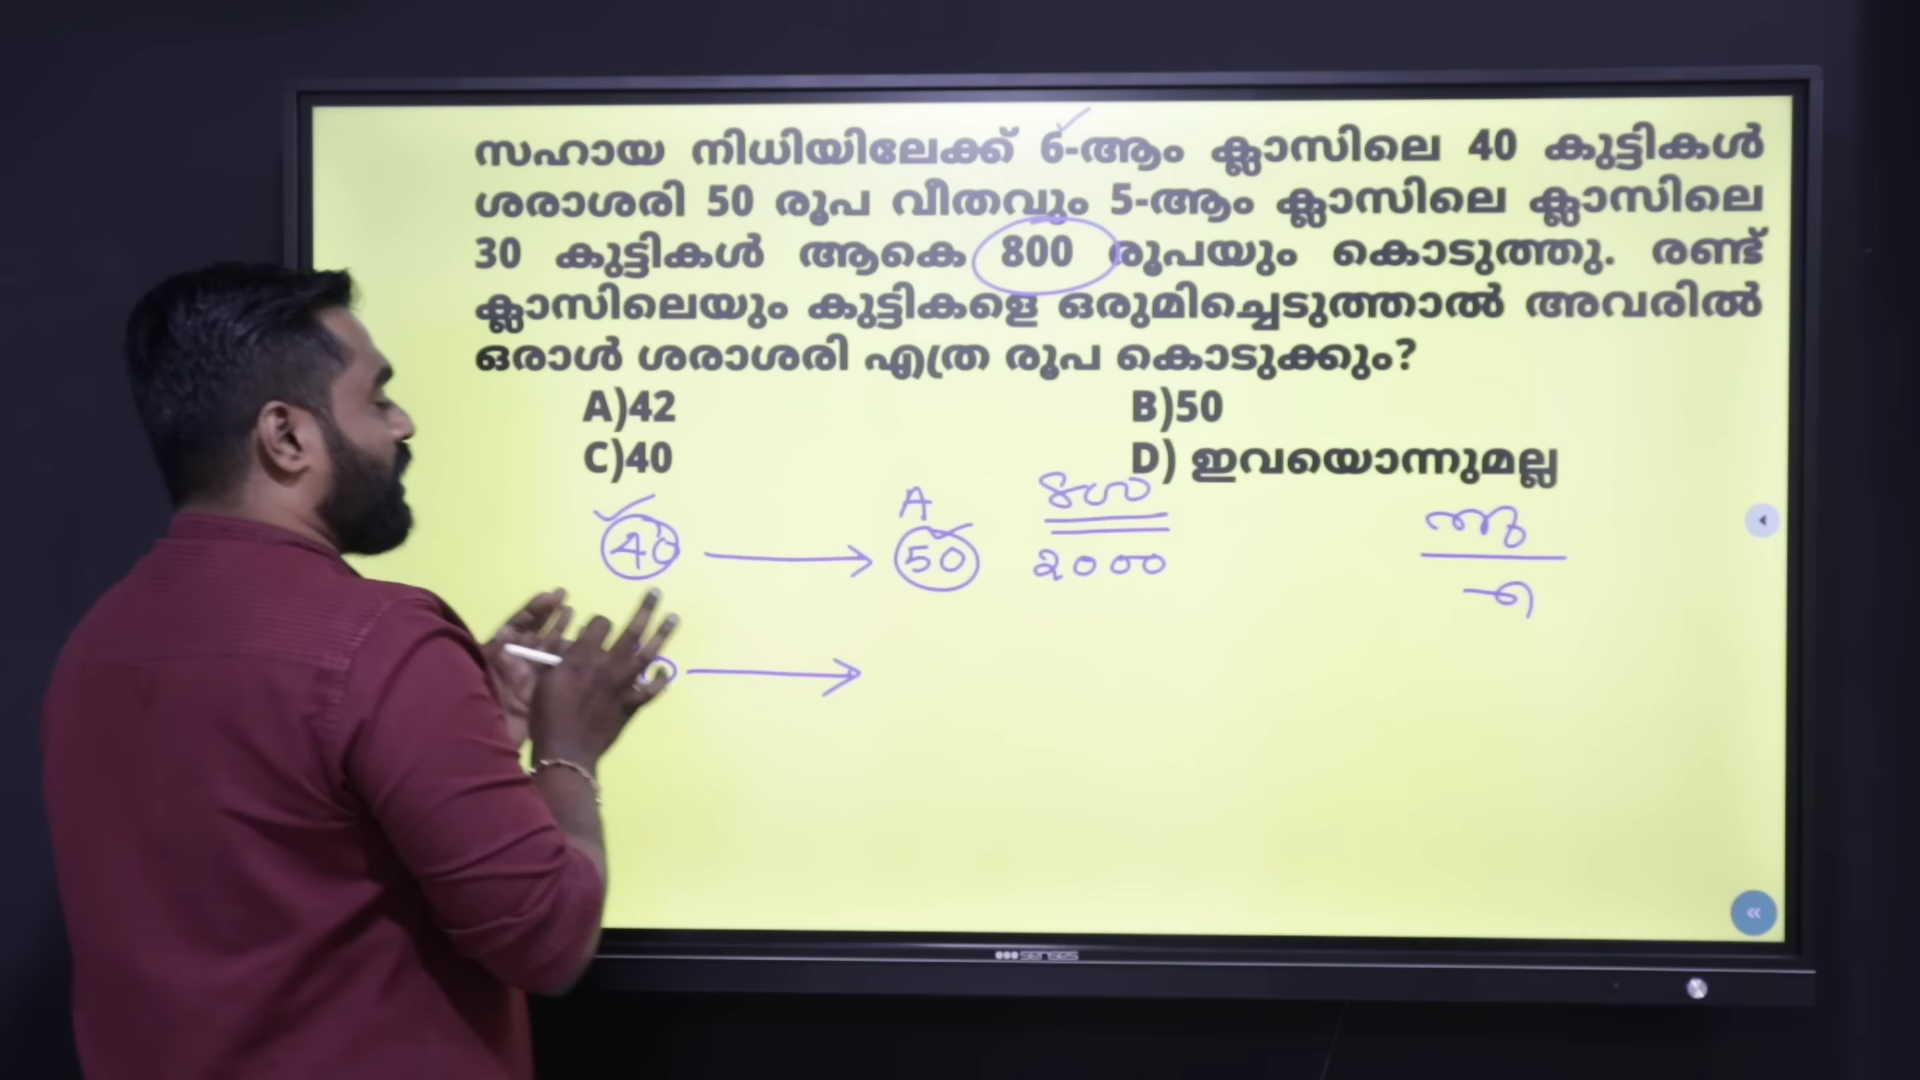 സഹായ നിധിയിലേക്ക് 6-ആം ക്ലാസിലെ 40 കുട്ടികൾ
ശരാശരി 50 രൂപ വീതവും 5-ആം ക്ലാസിലെ ക്ലാസിലെ
30 കുട്ടികൾ ആകെ 800 രൂപയും കൊടുത്തു. രണ്ട്
ക്ലാസിലെയും കുട്ടികളെ ഒരുമിച്ചെടുത്താൽ അവരിൽ
ഒരാൾ ശരാശരി എത്ര രൂപ കൊടുക്കും?
A)42 B)50
C)40 D) ഇവയൊന്നുമല്ല
A
40 50 2000
senses